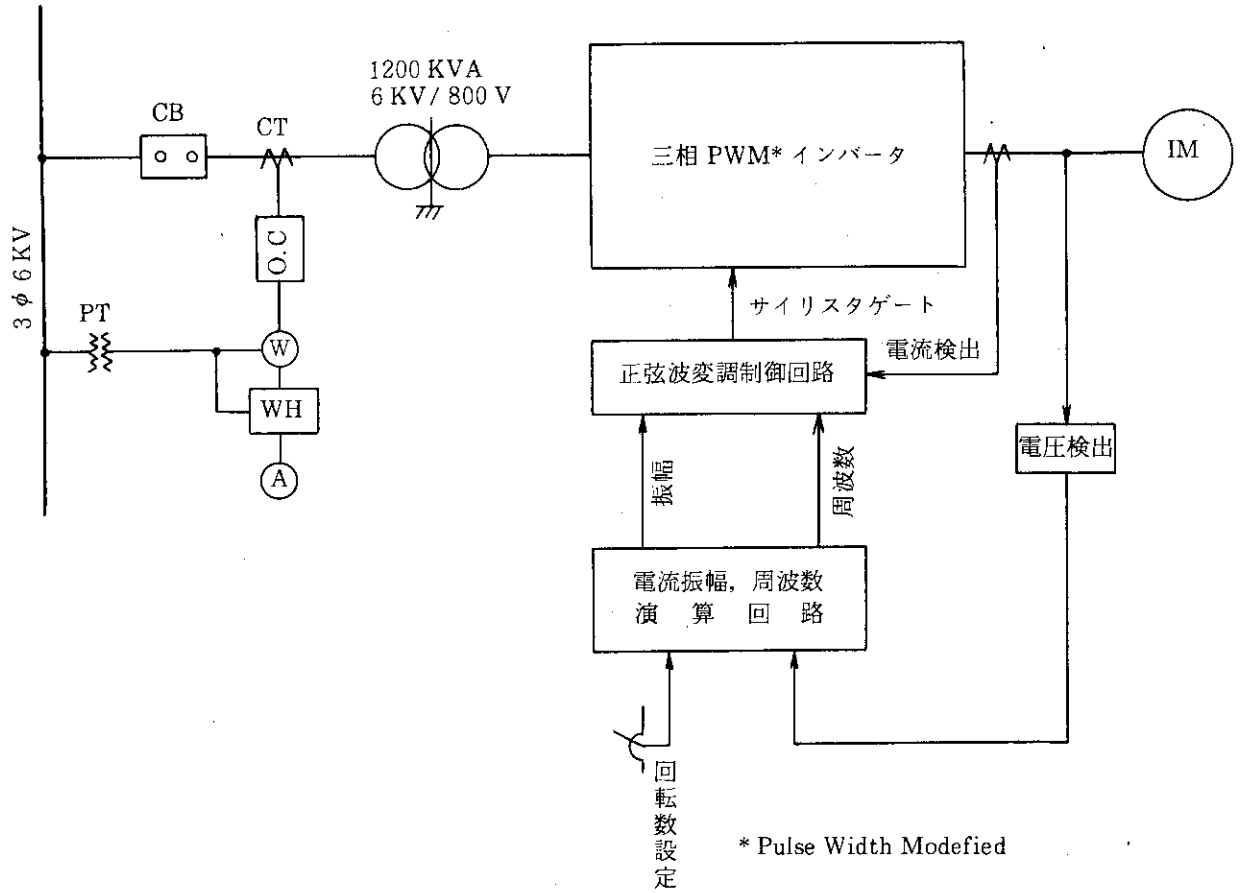 1200 KVA
6 KV/ 800 V
CB
CT
三相 PWM* インバータ
IM
O.C
3 φ 6KV
PT
サイリスタゲート
W
電流検出
正弦波変調制御回路
WH
電圧検出
A
振幅
周波数
電流振幅，周波数
演算回路
回転数設定
* Pulse Width Modefied